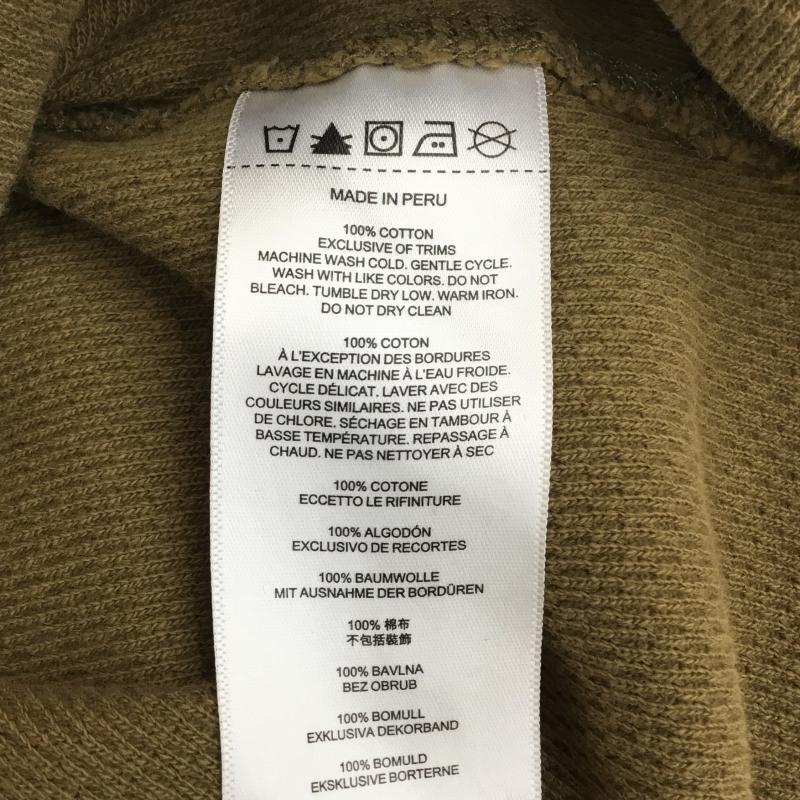 MADE IN PERU
100% COTTON
EXCLUSIVE OF TRIMS
MACHINE WASH COLD. GENTLE CYCLE.
WASH WITH LIKE COLORS. DO NOT
BLEACH. TUMBLE DRY LOW. WARM IRON.
DO NOT DRY CLEAN
100% COTON
À L'EXCEPTION DES BORDURES
LAVAGE EN MACHINE À L'EAU FROIDE.
CYCLE DÉLICAT. LAVER AVEC DES
COULEURS SIMILAIRES. NE PAS UTILISER
DE CHLORE. SÉCHAGE EN TAMBOUR À
BASSE TEMPÉRATURE. REPASSAGE À
CHAUD. NE PAS NETTOYER À SEC
100% COTONE
ECCETTO LE RIFINITURE
100% ALGODÓN
EXCLUSIVO DE RECORTES
100% BAUMWOLLE
MIT AUSNAHME DER BORDÜREN
100% 棉布
不包括裝飾
100% BAVLNA
BEZ OBRUB
100% BOMULL
EXKLUSIVA DEKORBAND
100% BOMULD
EKSKLUSIVE BORTERNE